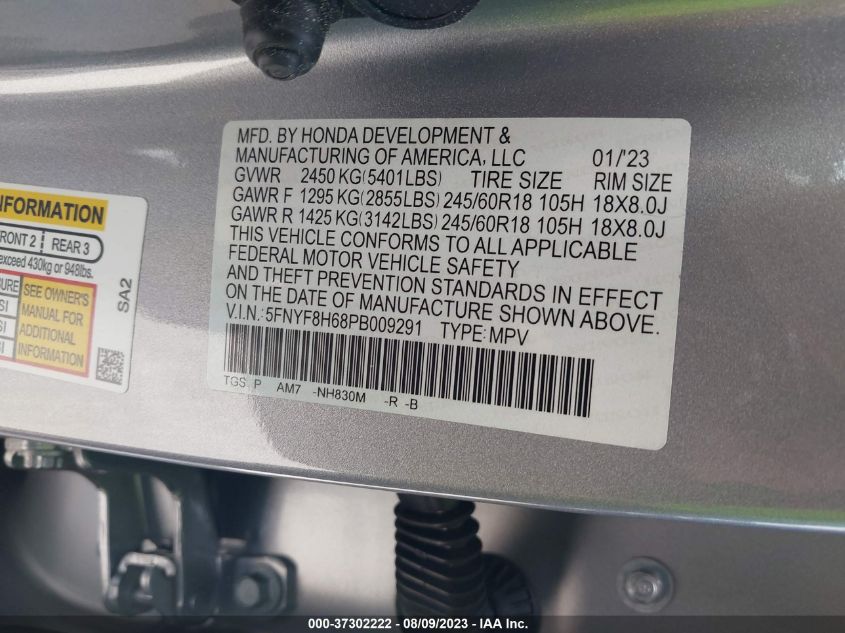 MFD. BY HONDA DEVELOPMENT &
MANUFACTURING OF AMERICA, LLC 01/'23
GVWR 2450 KG(5401LBS) TIRE SIZE RIM SIZE
GAWR F 1295 KG(2855LBS) 245/60R18 105H 18X8.0J
GAWR R 1425 KG(3142LBS) 245/60R18 105H 18X8.0J
THIS VEHICLE CONFORMS TO ALL APPLICABLE
FEDERAL MOTOR VEHICLE SAFETY
AND THEFT PREVENTION STANDARDS IN EFFECT
ON THE DATE OF MANUFACTURE SHOWN ABOVE.
V.I.N.: 5FNYF8H68PB009291 TYPE: MPV
TGS P AM7 -NH830M -R -B
INFORMATION
FRONT 2 REAR 3
exceed 430kg or 948lbs.
SEE OWNER'S
MANUAL FOR
ADDITIONAL
INFORMATION
SA2
000-37302222 - 08/09/2023 - IAA Inc.